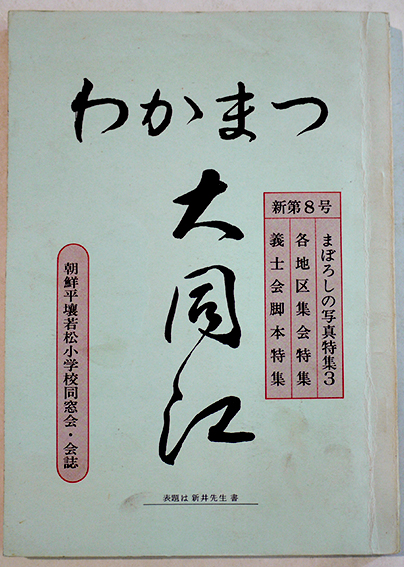 わかまつ
大同江
新第8号
まぼろしの写真特集3
各地区集会特集
義士会脚本特集
朝鮮平壤若松小学校同窓会・会誌
表題は新井先生書